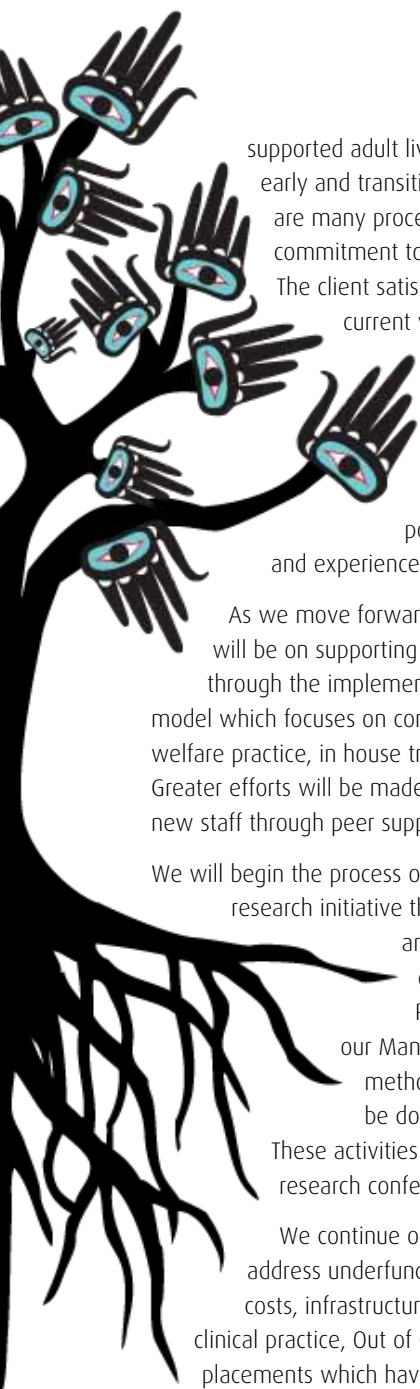 supported adult liv
early and transiti
are many proce
commitment to
The client satis
current
po
and experience
As we move forwar
will be on supporting
through the implemen
model which focuses on con
welfare practice, in house tr
Greater efforts will be made
new staff through peer supp
We will begin the process o
research initiative th
an
our Man
metho
be do
These activities
research confe
We continue o
address underfund
costs, infrastructur
clinical practice, Out of
placements which hav